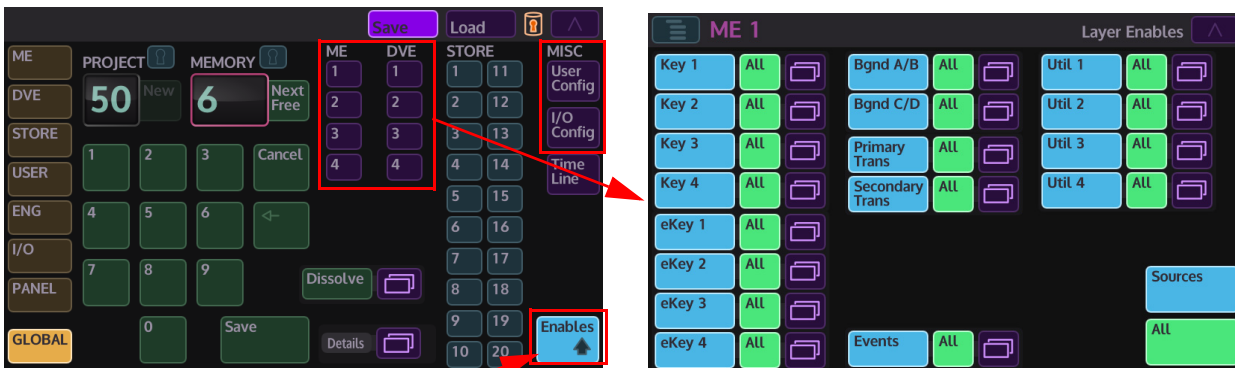 Save
Load
ME
DVE
STORE
USER
ENG
I/O
PANEL
GLOBAL
PROJECT
MEMORY
50
New
6
Next
Free
1
2
3
Cancel
4
5
6
7
8
9
0
Save
Dissolve
Details
ME
DVE
1
1
2
2
3
3
4
4
STORE
1
11
2
12
3
13
4
14
5
15
6
16
7
17
8
18
9
19
10
20
MISC
User
Config
I/O
Config
Time
Line
Enables
ME 1
Layer Enables
Key 1
All
Key 2
All
Key 3
All
Key 4
All
eKey 1
All
eKey 2
All
eKey 3
All
eKey 4
All
Bgnd A/B
All
Bgnd C/D
All
Primary
Trans
All
Secondary
Trans
All
Events
All
Util 1
All
Util 2
All
Util 3
All
Util 4
All
Sources
All